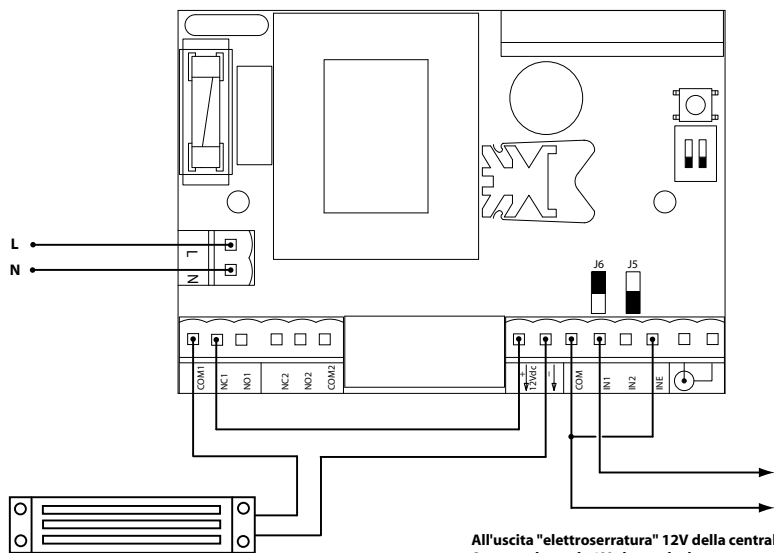 J6
J5
L
N
L
N
COM1
NC1
NO1
NC2
NO2
COM2
+
12Vdc
-
COM
IN1
IN2
INE
All'uscita "elettroserratura" 12V della central